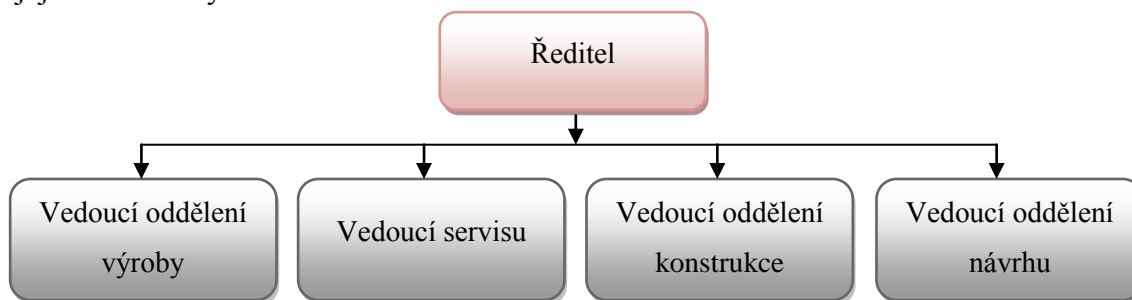 Ředitel
Vedoucí oddělení
výroby
Vedoucí servisu
Vedoucí oddělení
konstrukce
Vedoucí oddělení
návrhu